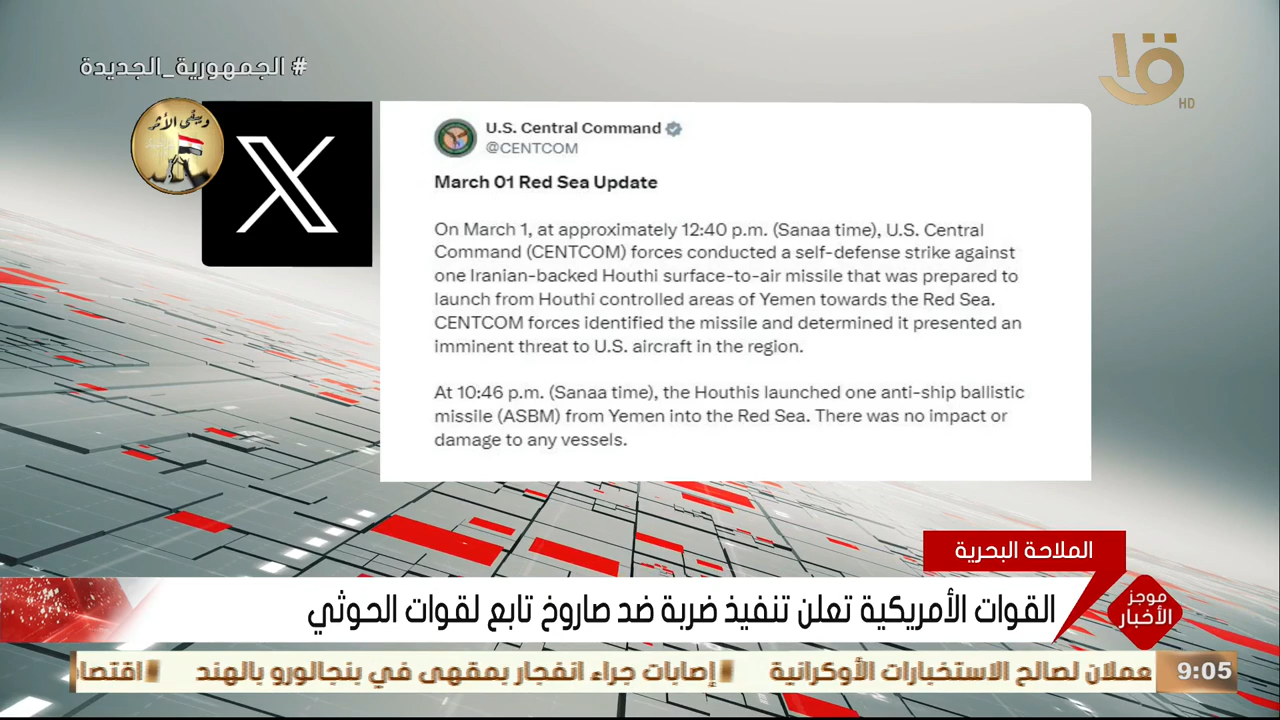 # الجمهورية_الجديدة
HD
ويبقى الأثر
U.S. Central Command
@CENTCOM
March 01 Red Sea Update
On March 1, at approximately 12:40 p.m. (Sanaa time), U.S. Central
Command (CENTCOM) forces conducted a self-defense strike against
one Iranian-backed Houthi surface-to-air missile that was prepared to
launch from Houthi controlled areas of Yemen towards the Red Sea.
CENTCOM forces identified the missile and determined it presented an
imminent threat to U.S. aircraft in the region.
At 10:46 p.m. (Sanaa time), the Houthis launched one anti-ship ballistic
missile (ASBM) from Yemen into the Red Sea. There was no impact or
damage to any vessels.
الملاحة البحرية
موجز
الأخبار
القوات الأمريكية تعلن تنفيذ ضربة ضد صاروخ تابع لقوات الحوثي
9:05
عملان لصالح الاستخبارات الأوكرانية إصابات جراء انفجار بمقهى في بنجالورو بالهند اقتصا